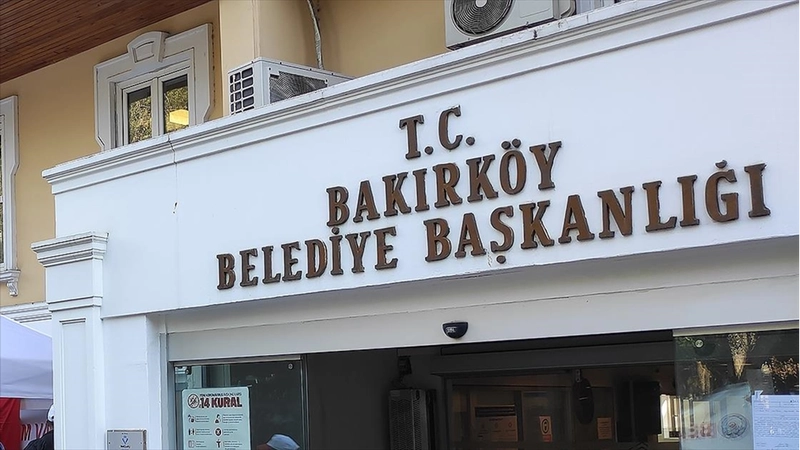 T.C.
BAKIRKÖY
BELEDİYE BAŞKANLIĞI
14 KURAL